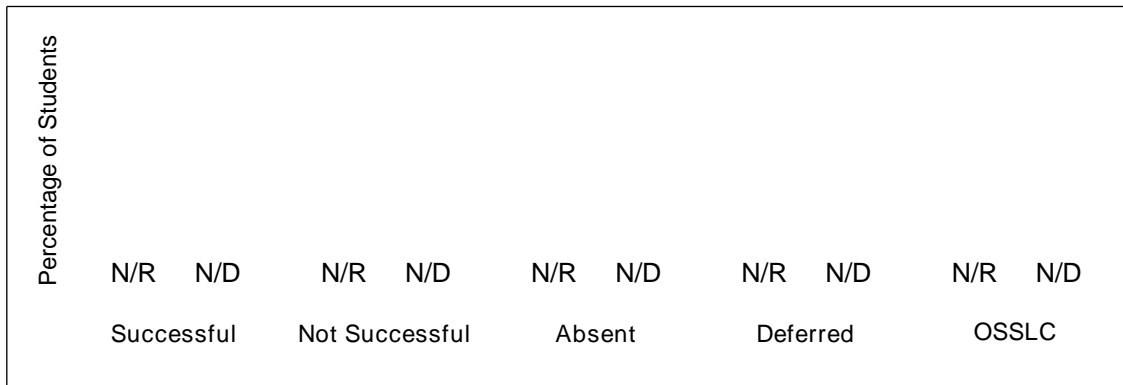 Percentage of Students
N/R N/D N/R N/D N/R N/D N/R N/D N/R N/D
Successful Not Successful Absent Deferred OSSLC